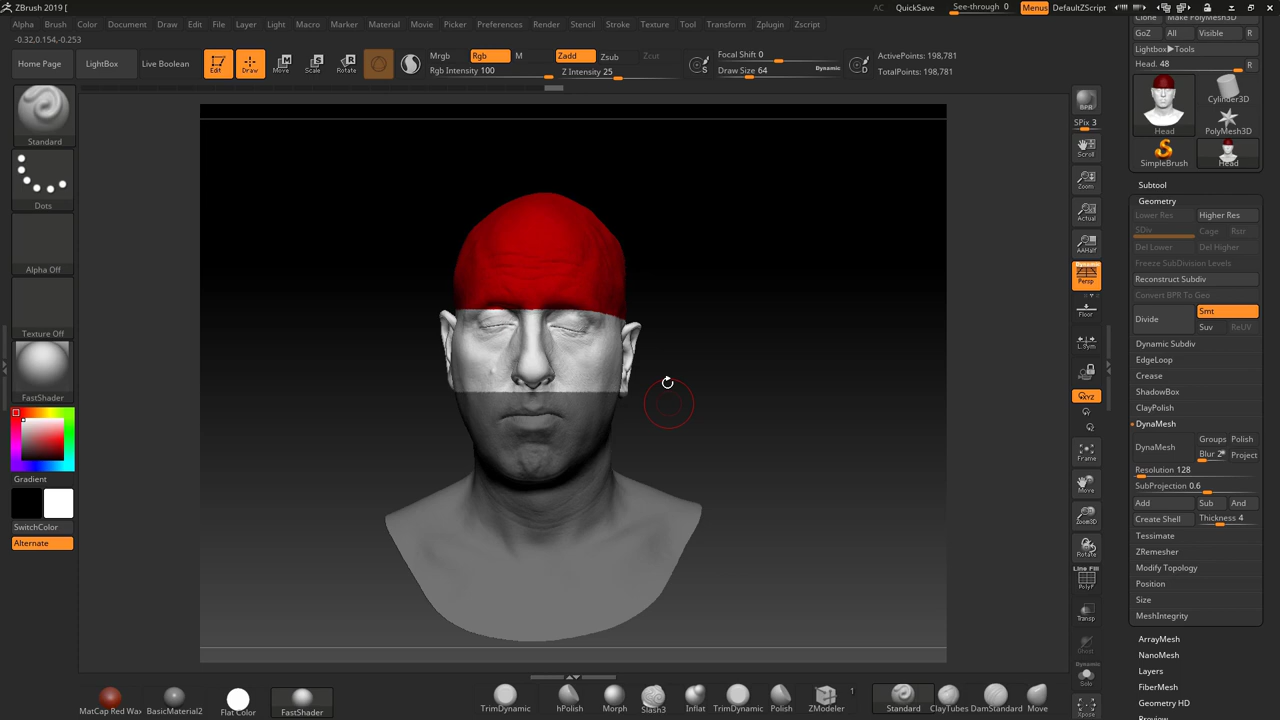 ZBrush 2019 [
AC QuickSave See-through 0 Menus DefaultZScript
Alpha Brush Color Document Draw Edit File Layer Light Macro Marker Material Movie Picker Preferences Render Stencil Stroke Texture Tool Transform Zplugin Zscript
-0.32,0.154,-0.253
Home Page LightBox Live Boolean
Edit Draw Move Scale Rotate
Mrgb Rgb M
Rgb Intensity 100
Zadd Zsub Zcut
Z Intensity 25
Focal Shift 0
Draw Size 64 Dynamic
S
D
ActivePoints: 198,781
TotalPoints: 198,781
Standard
Dots
Alpha Off
Texture Off
FastShader
Gradient
SwitchColor
Alternate
BPR
SPix 3
Scroll
Zoom
Actual
AAHalf
Dynamic
Persp
Floor
L.Sym
XYZ
Frame
Move
Zoom3D
Rotate
Line Fill
PolyF
Transp
Ghost
Dynamic
Solo
Xpose
Clone Make PolyMesh3D
GoZ All Visible R
Lightbox▶Tools
Head. 48 R
Head
Cylinder3D
PolyMesh3D
SimpleBrush
Head
Subtool
Geometry
Lower Res Higher Res
SDiv Cage Rstr
Del Lower Del Higher
Freeze SubDivision Levels
Reconstruct Subdiv
Convert BPR To Geo
Divide Smt
Suv ReUV
Dynamic Subdiv
EdgeLoop
Crease
ShadowBox
ClayPolish
DynaMesh
DynaMesh Groups Polish
Blur 2 Project
Resolution 128
SubProjection 0.6
Add Sub And
Create Shell Thickness 4
Tessimate
ZRemesher
Modify Topology
Position
Size
MeshIntegrity
ArrayMesh
NanoMesh
Layers
FiberMesh
Geometry HD
Preview
MatCap Red Wax BasicMaterial2 Flat Color FastShader
TrimDynamic hPolish Morph Slash3 Inflat TrimDynamic Polish ZModeler 1 Standard ClayTubes DamStandard Move